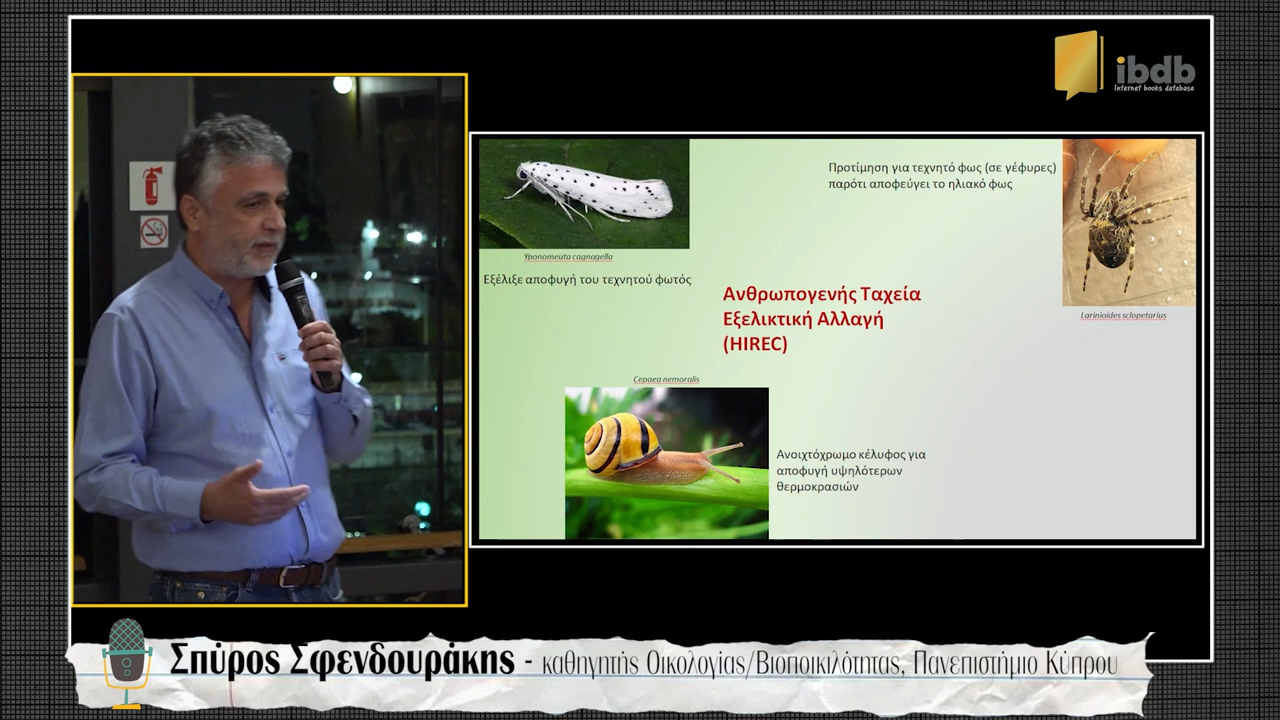 ibdb
Internet books database
Προτίμηση για τεχνητό φως (σε γέφυρες)
παρότι αποφεύγει το ηλιακό φως
Yponomeuta cagnagella
Εξέλιξε αποφυγή του τεχνητού φωτός
Ανθρωπογενής Ταχεία
Εξελικτική Αλλαγή
(HIREC)
Larinioides sclopetarius
Cepaea nemoralis
Ανοιχτόχρωμο κέλυφος για
αποφυγή υψηλότερων
θερμοκρασιών
Σπύρος Σφενδουράκης - καθηγητής Οικολογίας/Βιοποικιλότητας, Πανεπιστήμιο Κύπρου